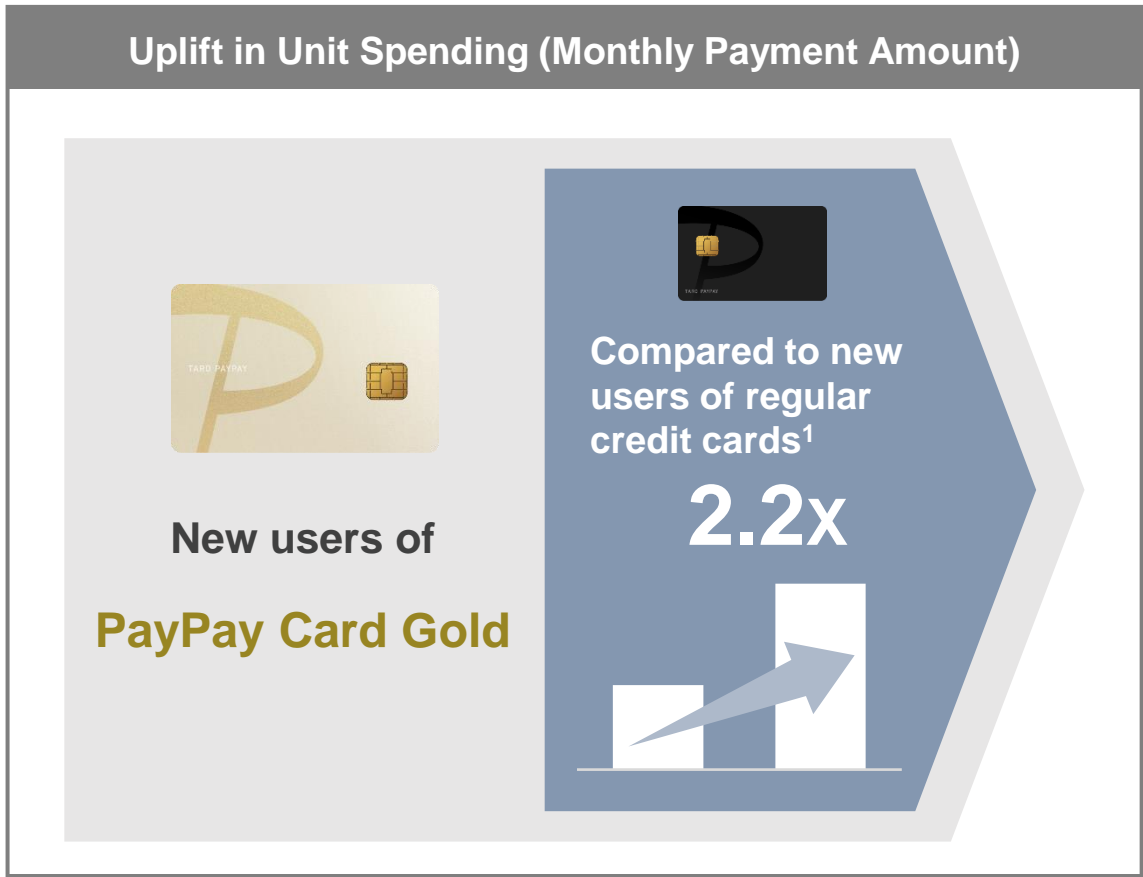 Uplift in Unit Spending (Monthly Payment Amount)
TARO PAYPAY
New users of
PayPay Card Gold
TARO PAYPAY
Compared to new
users of regular
credit cards¹
2.2x